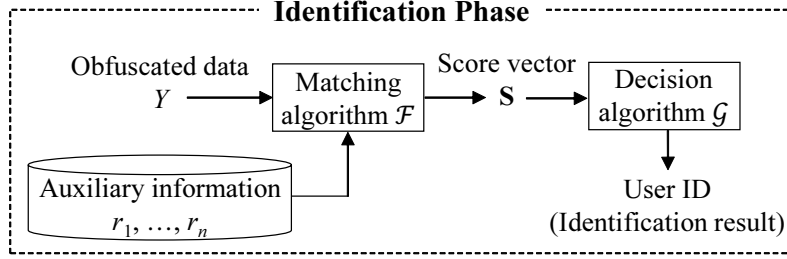 Identification Phase
Obfuscated data
Y
Matching
algorithm ℱ
Score vector
S
Decision
algorithm 𝒢
Auxiliary information
r₁, …, rₙ
User ID
(Identification result)